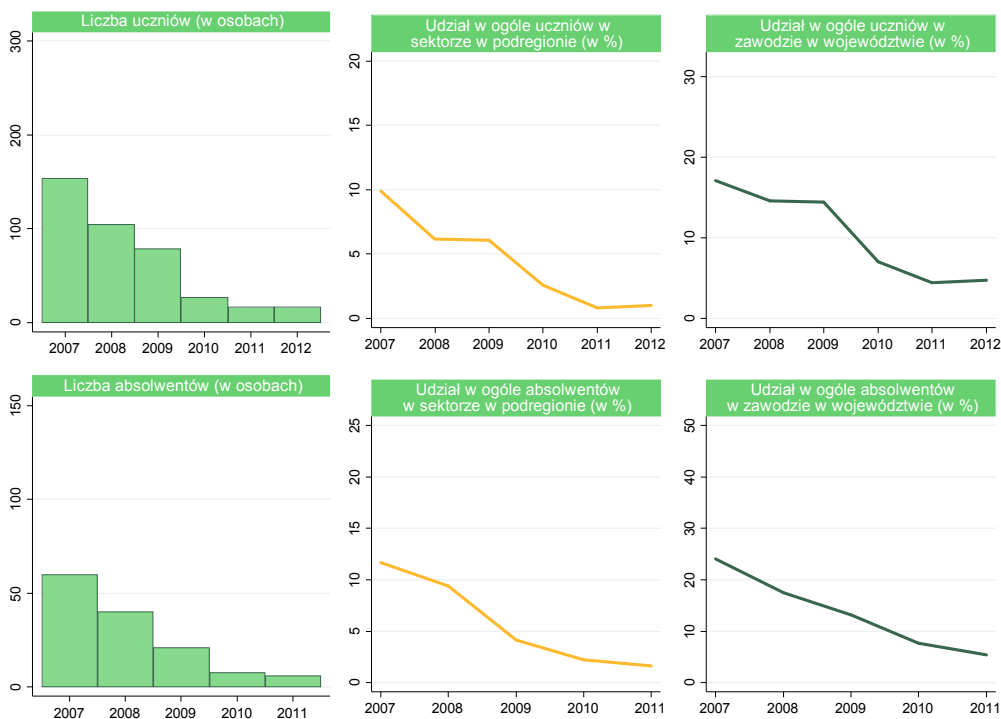 Liczba uczniów (w osobach)
300
200
100
0
2007 2008 2009 2010 2011 2012
Udział w ogóle uczniów w
sektorze w podregionie (w %)
20
15
10
5
0
2007 2008 2009 2010 2011 2012
Udział w ogóle uczniów w
zawodzie w województwie (w %)
30
20
10
0
2007 2008 2009 2010 2011 2012
Liczba absolwentów (w osobach)
150
100
50
0
2007 2008 2009 2010 2011
Udział w ogóle absolwentów
w sektorze w podregionie (w %)
25
20
15
10
5
0
2007 2008 2009 2010 2011
Udział w ogóle absolwentów
w zawodzie w województwie (w %)
50
40
30
20
10
0
2007 2008 2009 2010 2011